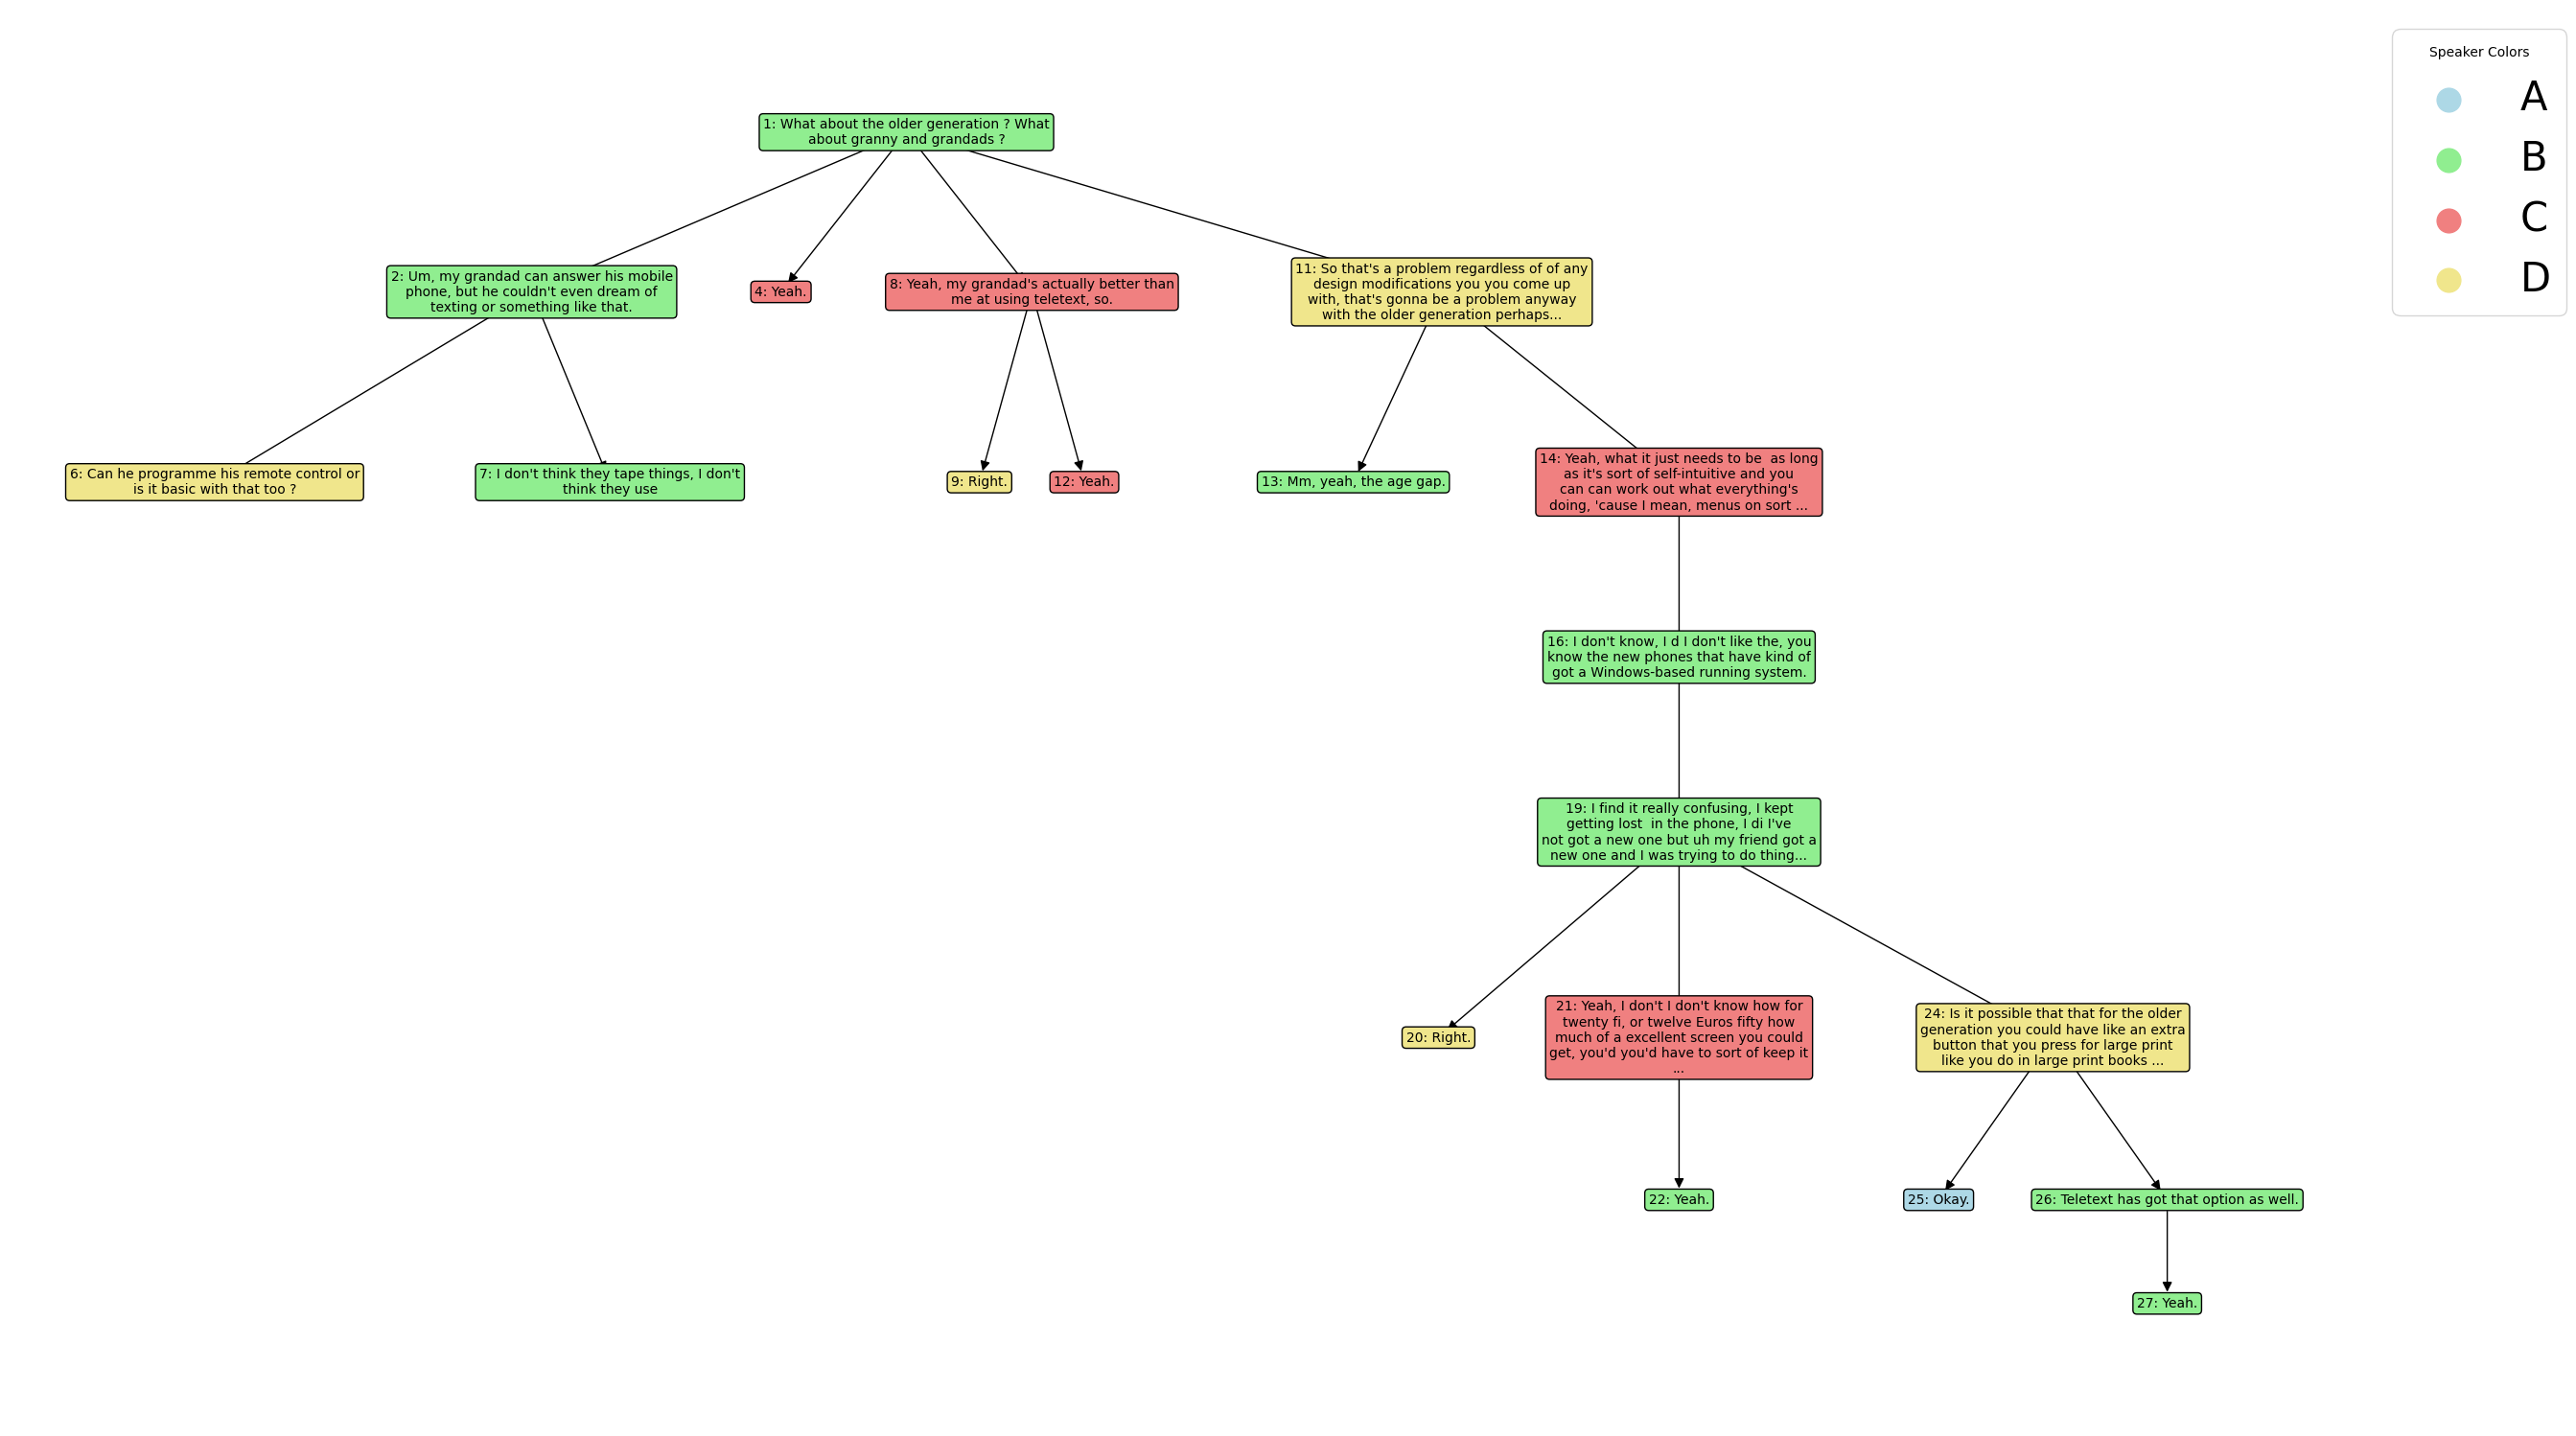 Speaker Colors
A
B
C
D
1: What about the older generation ? What
about granny and grandads ?
2: Um, my grandad can answer his mobile
phone, but he couldn't even dream of
texting or something like that.
4: Yeah.
8: Yeah, my grandad's actually better than
me at using teletext, so.
11: So that's a problem regardless of of any
design modifications you you come up
with, that's gonna be a problem anyway
with the older generation perhaps...
6: Can he programme his remote control or
is it basic with that too ?
7: I don't think they tape things, I don't
think they use
9: Right.
12: Yeah.
13: Mm, yeah, the age gap.
14: Yeah, what it just needs to be  as long
as it's sort of self-intuitive and you
can can work out what everything's
doing, 'cause I mean, menus on sort ...
16: I don't know, I d I don't like the, you
know the new phones that have kind of
got a Windows-based running system.
19: I find it really confusing, I kept
getting lost  in the phone, I di I've
not got a new one but uh my friend got a
new one and I was trying to do thing...
20: Right.
21: Yeah, I don't I don't know how for
twenty fi, or twelve Euros fifty how
much of a excellent screen you could
get, you'd you'd have to sort of keep it
...
24: Is it possible that that for the older
generation you could have like an extra
button that you press for large print
like you do in large print books ...
22: Yeah.
25: Okay.
26: Teletext has got that option as well.
27: Yeah.